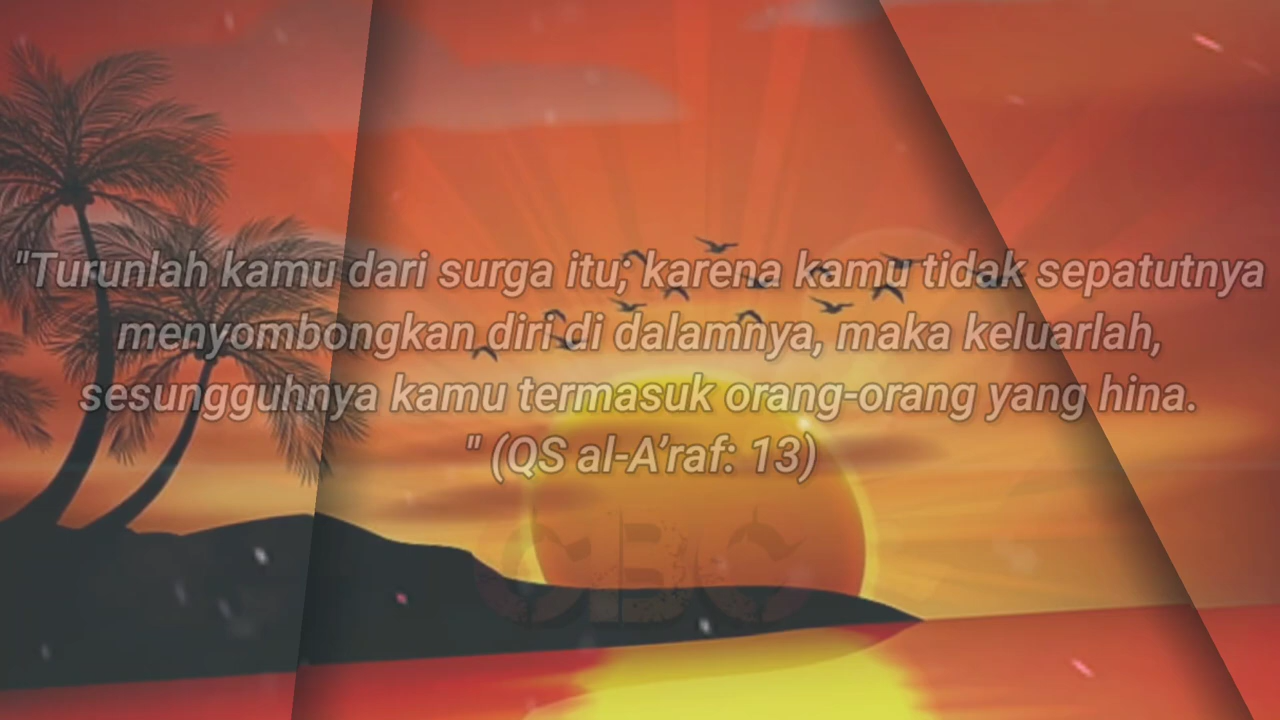 "Turunlah kamu dari surga itu; karena kamu tidak sepatutnya
menyombongkan diri di dalamnya, maka keluarlah,
sesungguhnya kamu termasuk orang-orang yang hina.
" (QS al-A’raf: 13)
CBC